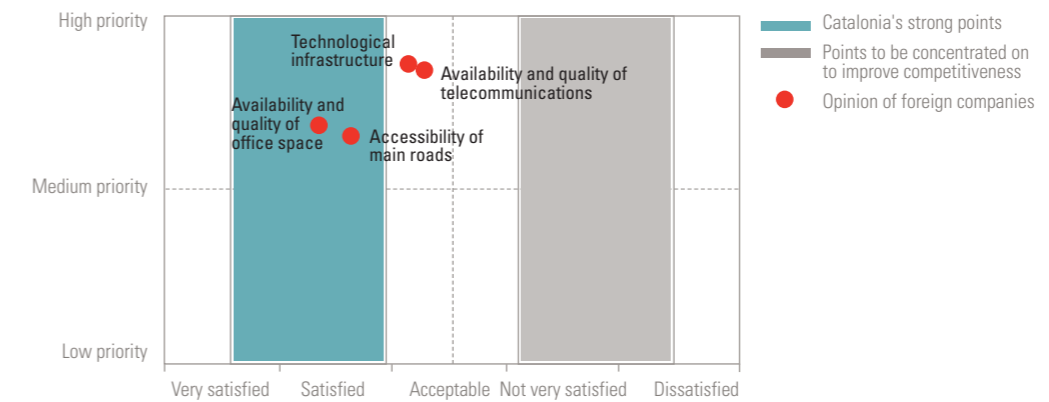 High priority
Technological
infrastructure
Availability and quality of
telecommunications
Availability and
quality of
office space
Accessibility of
main roads
Medium priority
Low priority
Very satisfied
Satisfied
Acceptable
Not very satisfied
Dissatisfied
Catalonia's strong points
Points to be concentrated on
to improve competitiveness
Opinion of foreign companies